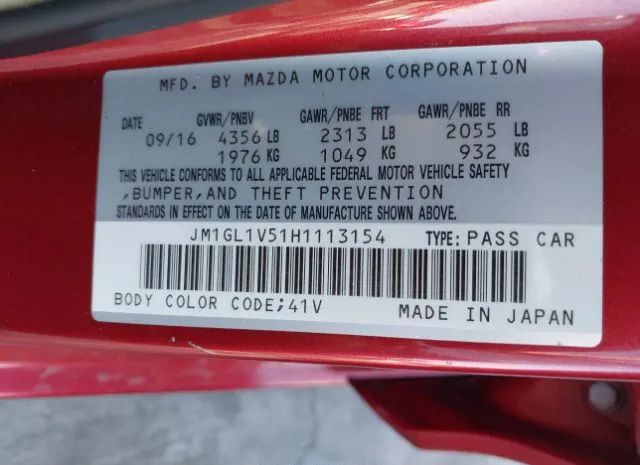 MFD. BY MAZDA MOTOR CORPORATION
DATE GVWR/PNBV GAWR/PNBE FRT GAWR/PNBE RR
09/16 4356 LB 2313 LB 2055 LB
1976 KG 1049 KG 932 KG
THIS VEHICLE CONFORMS TO ALL APPLICABLE FEDERAL MOTOR VEHICLE SAFETY
,BUMPER,AND THEFT PREVENTION
STANDARDS IN EFFECT ON THE DATE OF MANUFACTURE SHOWN ABOVE.
JM1GL1V51H1113154 TYPE: PASS CAR
BODY COLOR CODE;41V MADE IN JAPAN